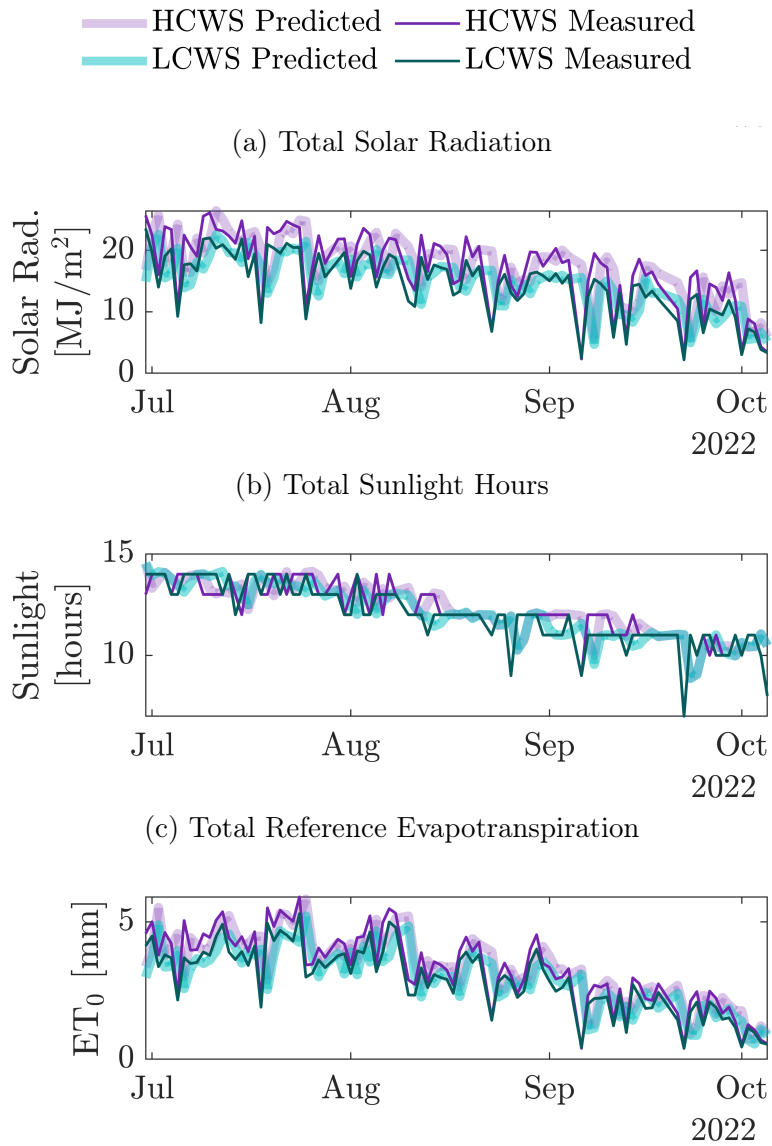 HCWS Predicted HCWS Measured
LCWS Predicted LCWS Measured
(a) Total Solar Radiation
Solar Rad.
[MJ/m²]
20
10
0
Jul Aug Sep Oct
2022
(b) Total Sunlight Hours
Sunlight
[hours]
15
10
Jul Aug Sep Oct
2022
(c) Total Reference Evapotranspiration
ET₀ [mm]
5
0
Jul Aug Sep Oct
2022